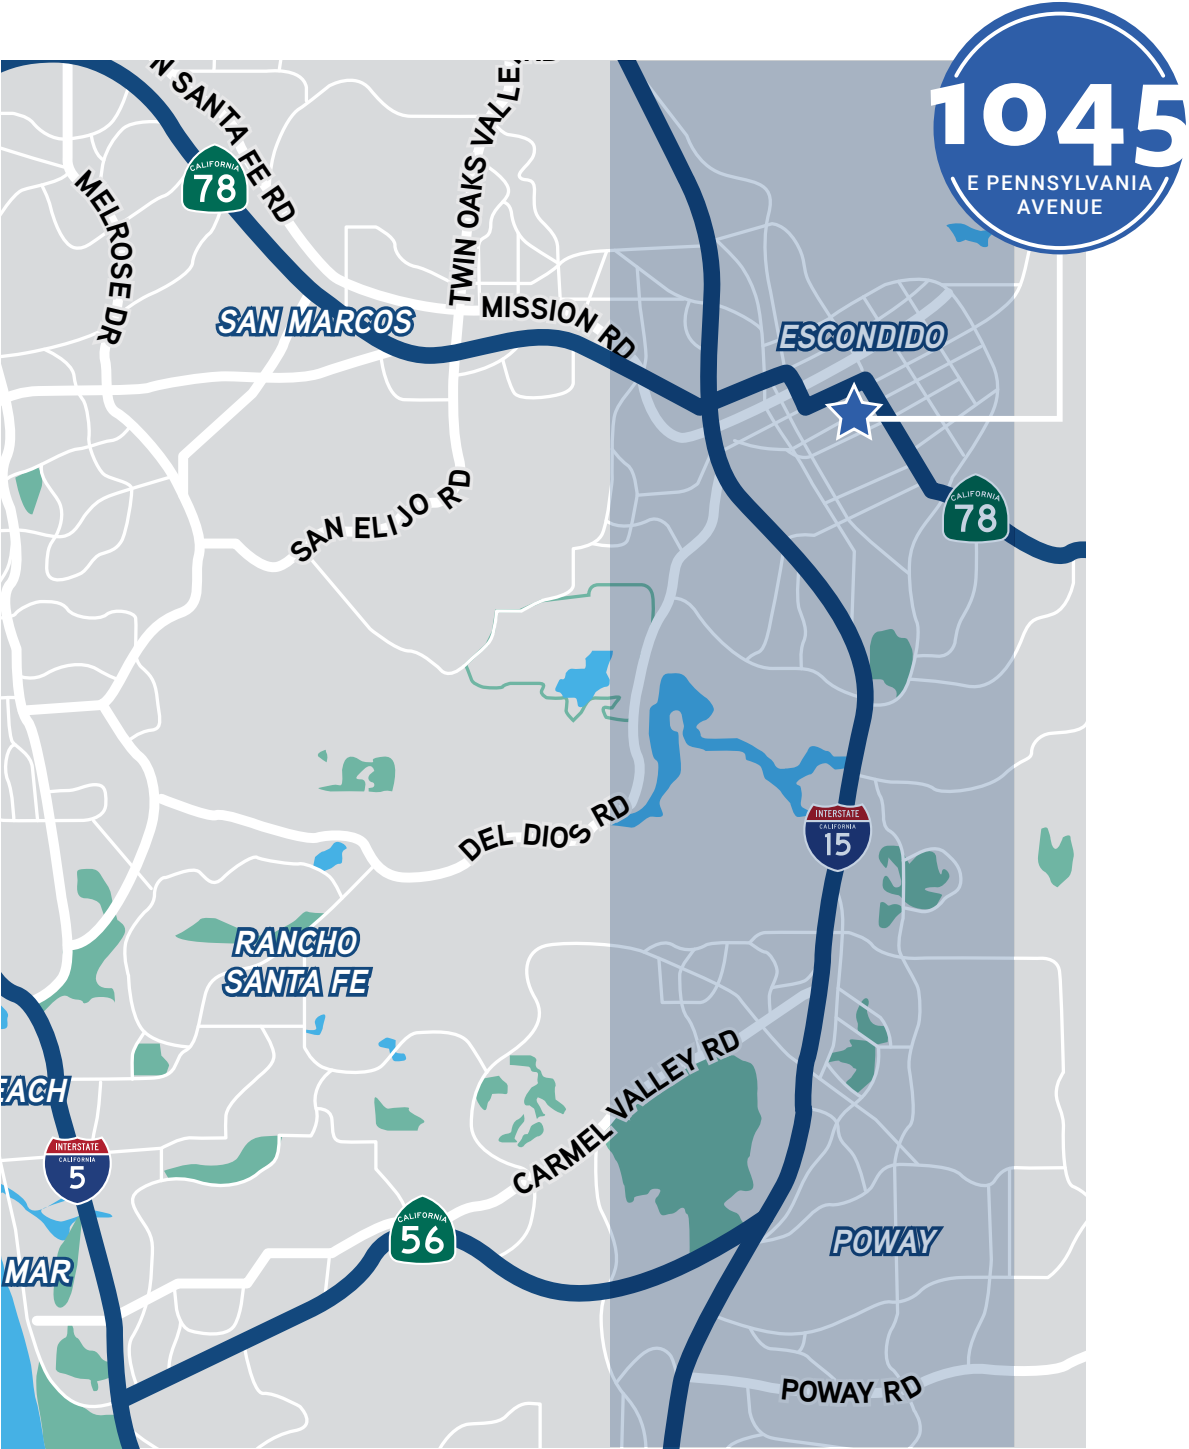 1045
E PENNSYLVANIA
AVENUE
N SANTA FE RD
TWIN OAKS VALLEY RD
CALIFORNIA
78
MELROSE DR
SAN MARCOS
MISSION RD
ESCONDIDO
SAN ELIJO RD
CALIFORNIA
78
DEL DIOS RD
INTERSTATE
CALIFORNIA
15
RANCHO
SANTA FE
CARMEL VALLEY RD
EACH
INTERSTATE
CALIFORNIA
5
CALIFORNIA
56
POWAY
MAR
POWAY RD